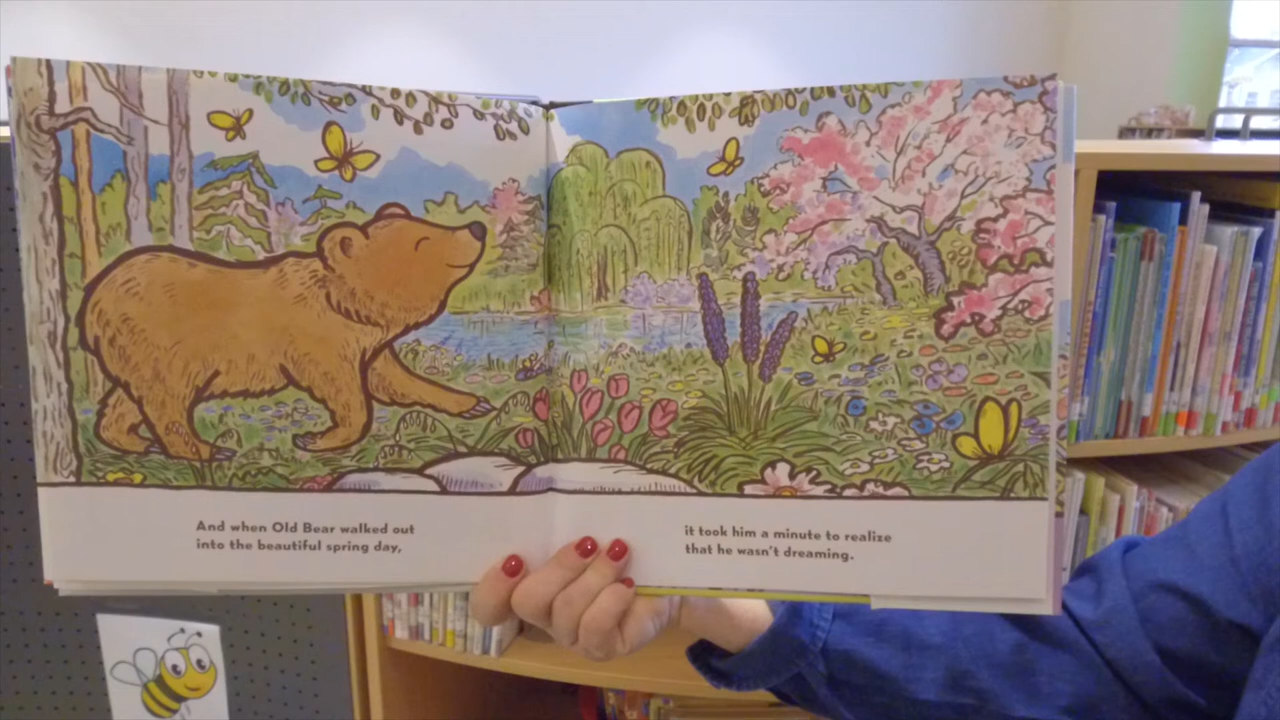 And when Old Bear walked out
into the beautiful spring day,
it took him a minute to realize
that he wasn't dreaming.